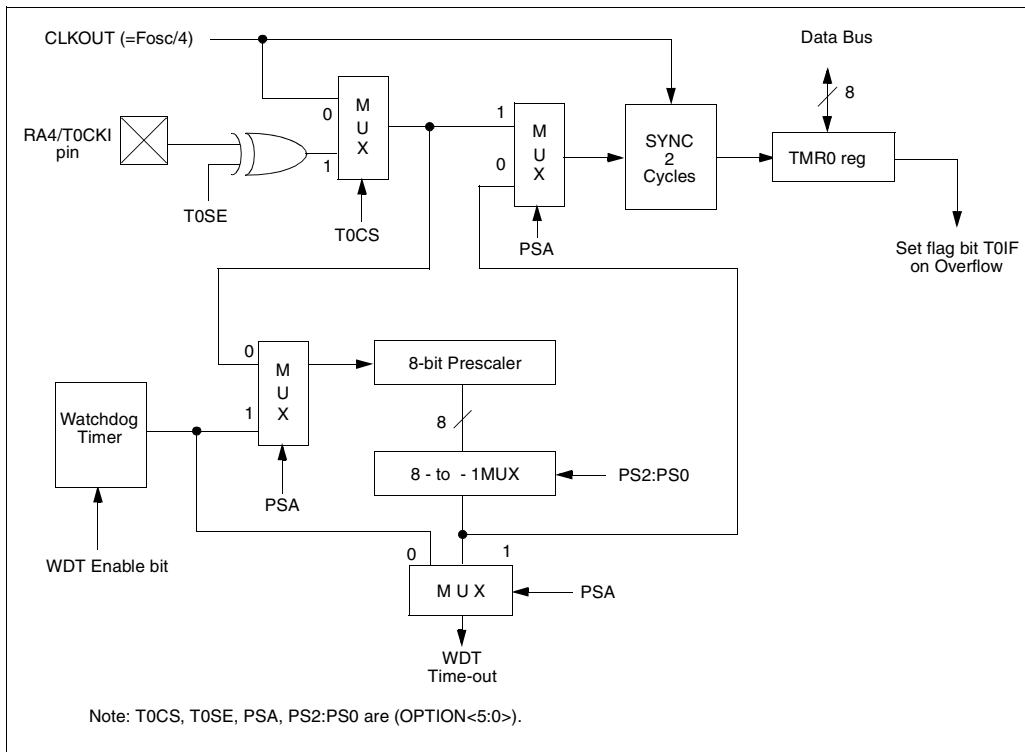 CLKOUT (=Fosc/4)
Data Bus
8
RA4/T0CKI
pin
0
1
M
U
X
1
0
M
U
X
SYNC
2
Cycles
TMR0 reg
T0SE
T0CS
PSA
Set flag bit T0IF
on Overflow
0
1
M
U
X
8-bit Prescaler
Watchdog
Timer
8
8 - to - 1MUX
PS2:PS0
PSA
WDT Enable bit
0
1
M U X
PSA
WDT
Time-out
Note: T0CS, T0SE, PSA, PS2:PS0 are (OPTION<5:0>).